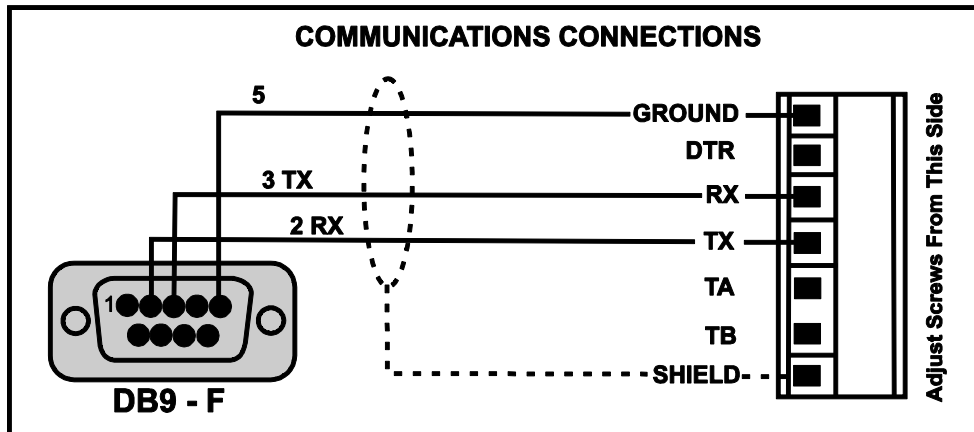 COMMUNICATIONS CONNECTIONS
5
GROUND
DTR
3 TX
RX
2 RX
TX
1
TA
TB
SHIELD
DB9 - F
Adjust Screws From This Side